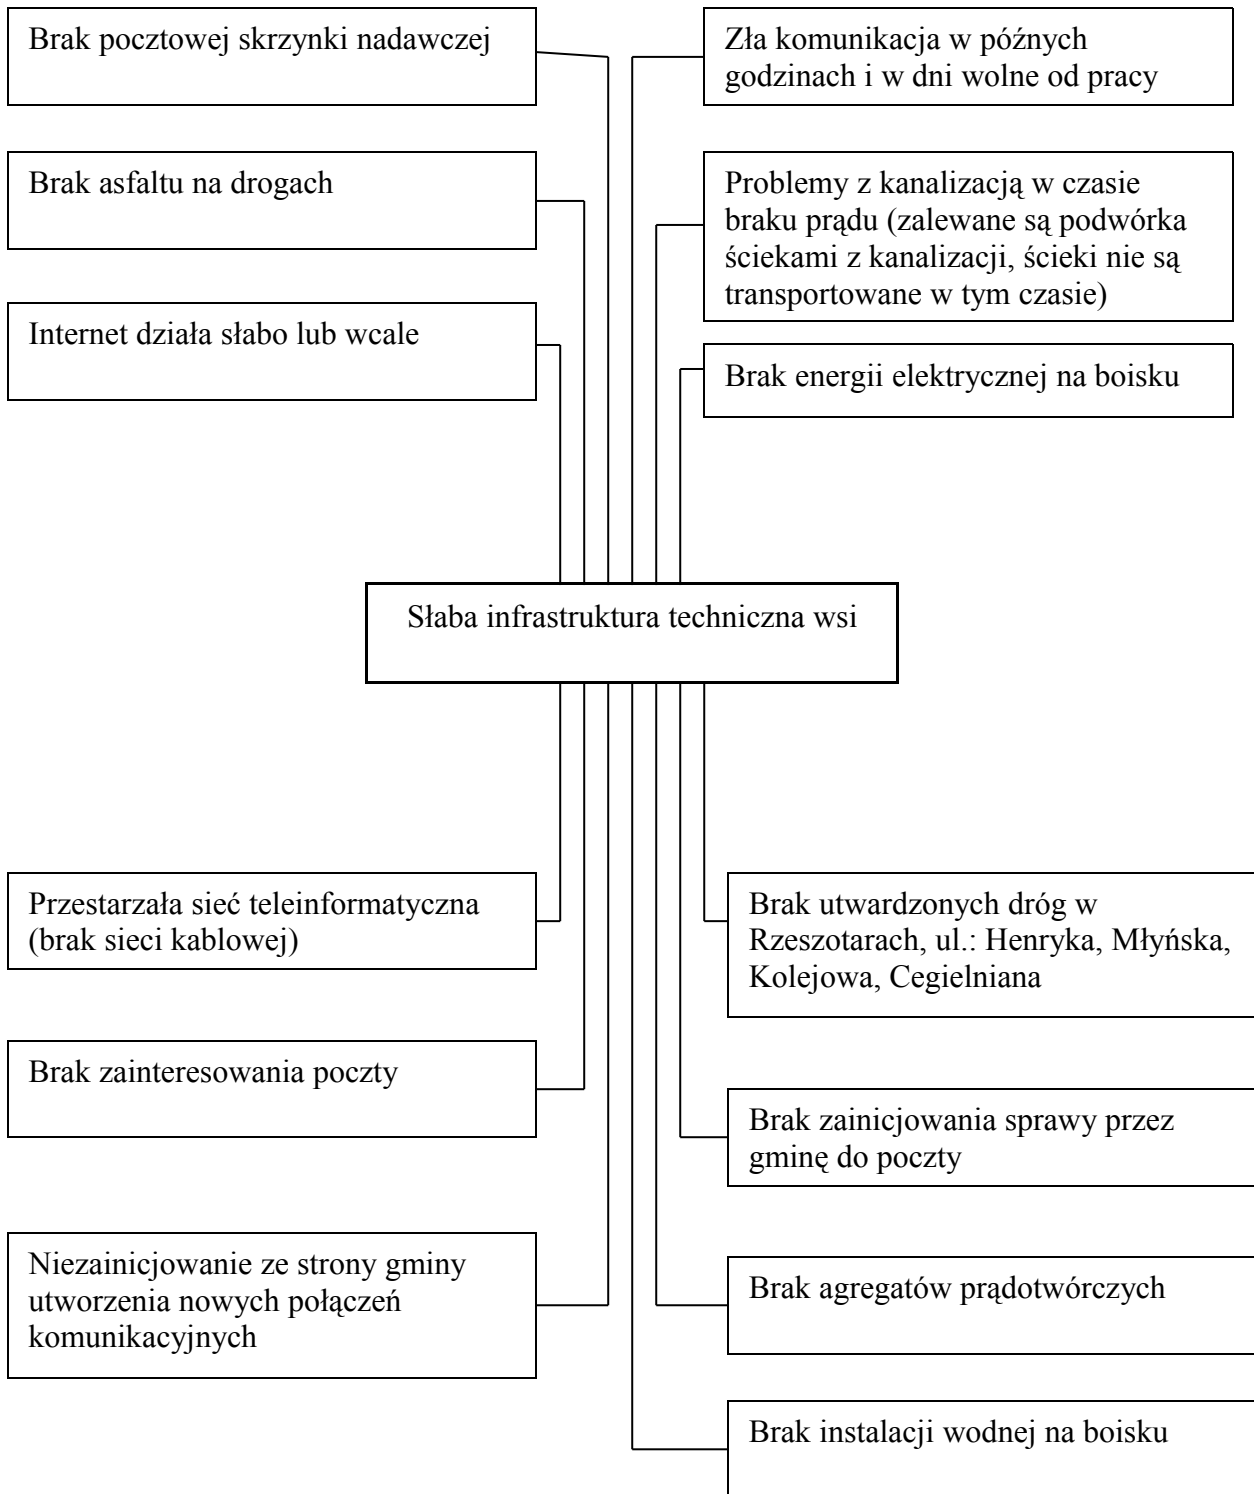 Brak pocztowej skrzynki nadawczej
Zła komunikacja w późnych
godzinach i w dni wolne od pracy
Brak asfaltu na drogach
Problemy z kanalizacją w czasie
braku prądu (zalewane są podwórka
ściekami z kanalizacji, ścieki nie są
transportowane w tym czasie)
Internet działa słabo lub wcale
Brak energii elektrycznej na boisku
Słaba infrastruktura techniczna wsi
Przestarzała sieć teleinformatyczna
(brak sieci kablowej)
Brak utwardzonych dróg w
Rzeszotarach, ul.: Henryka, Młyńska,
Kolejowa, Cegielniana
Brak zainteresowania poczty
Brak zainicjowania sprawy przez
gminę do poczty
Niezainicjowanie ze strony gminy
utworzenia nowych połączeń
komunikacyjnych
Brak agregatów prądotwórczych
Brak instalacji wodnej na boisku